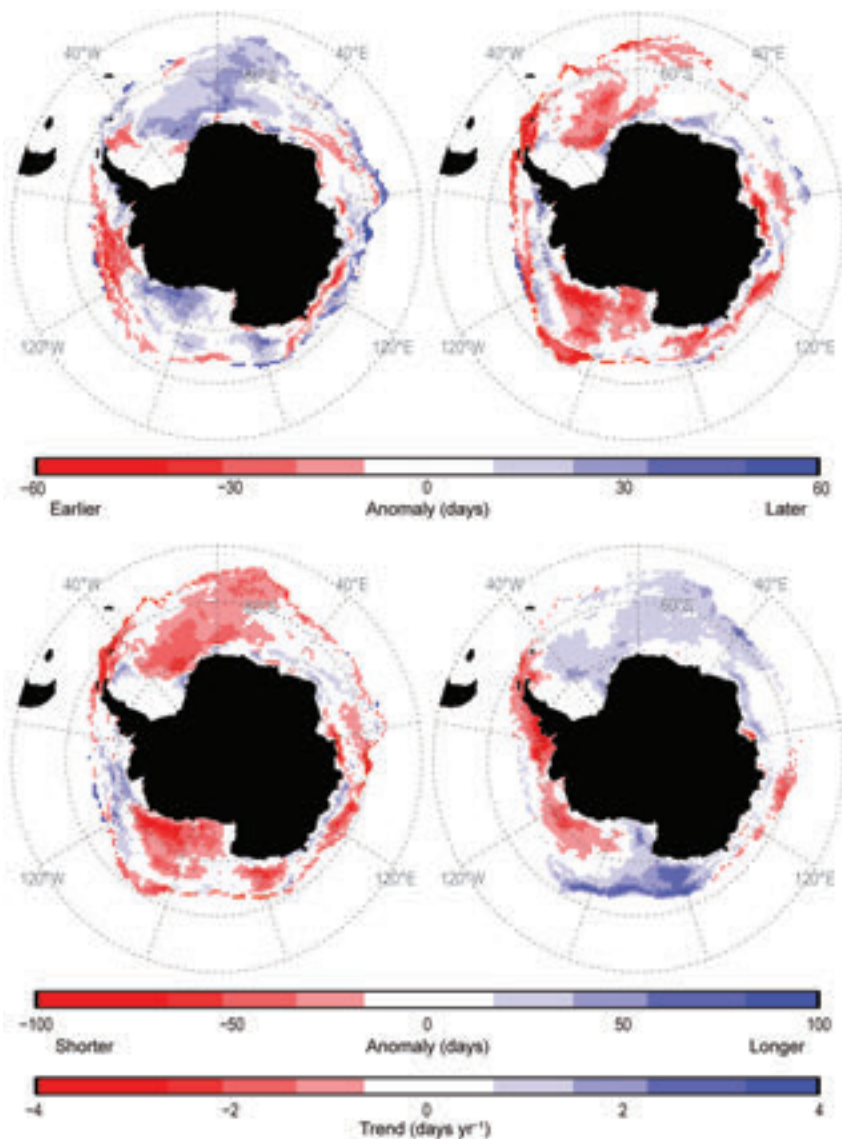 40°W 40°E 40°W 40°E
60°S
120°W 120°E 120°W 120°E
−60 −30 0 30 60
Earlier Anomaly (days) Later
40°W 40°E 40°W 40°E
60°S 60°S
120°W 120°E 120°W 120°E
−100 −50 0 50 100
Shorter Anomaly (days) Longer
−4 −2 0 2 4
Trend (days yr⁻¹)